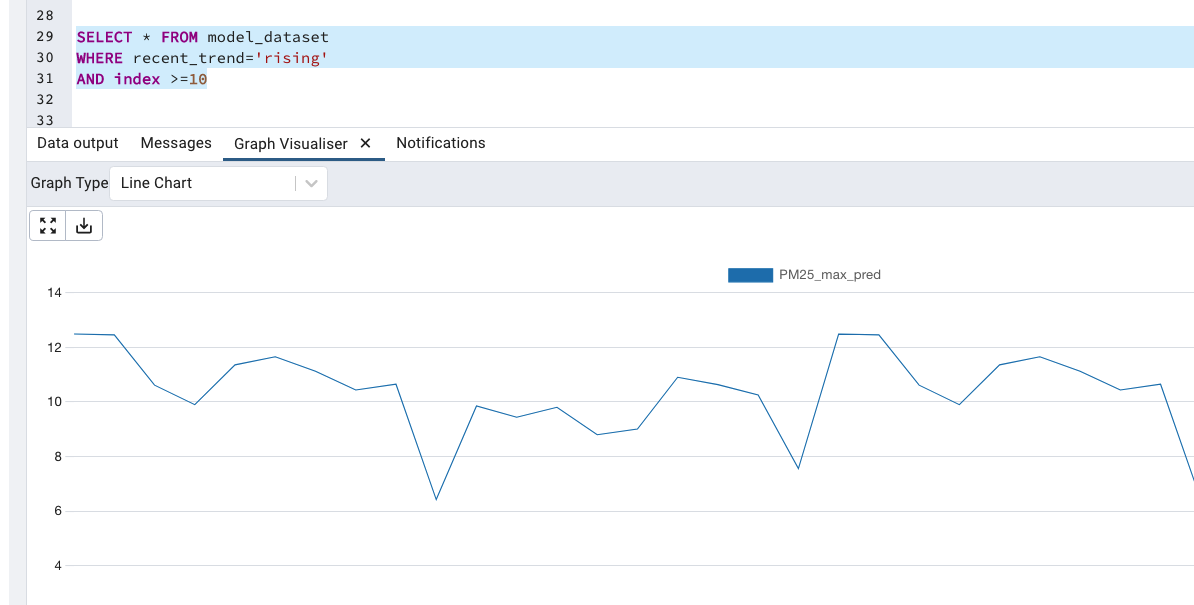 28
29 SELECT * FROM model_dataset
30 WHERE recent_trend='rising'
31 AND index >=10
32
33
Data output Messages Graph Visualiser × Notifications
Graph Type Line Chart
PM25_max_pred
14
12
10
8
6
4